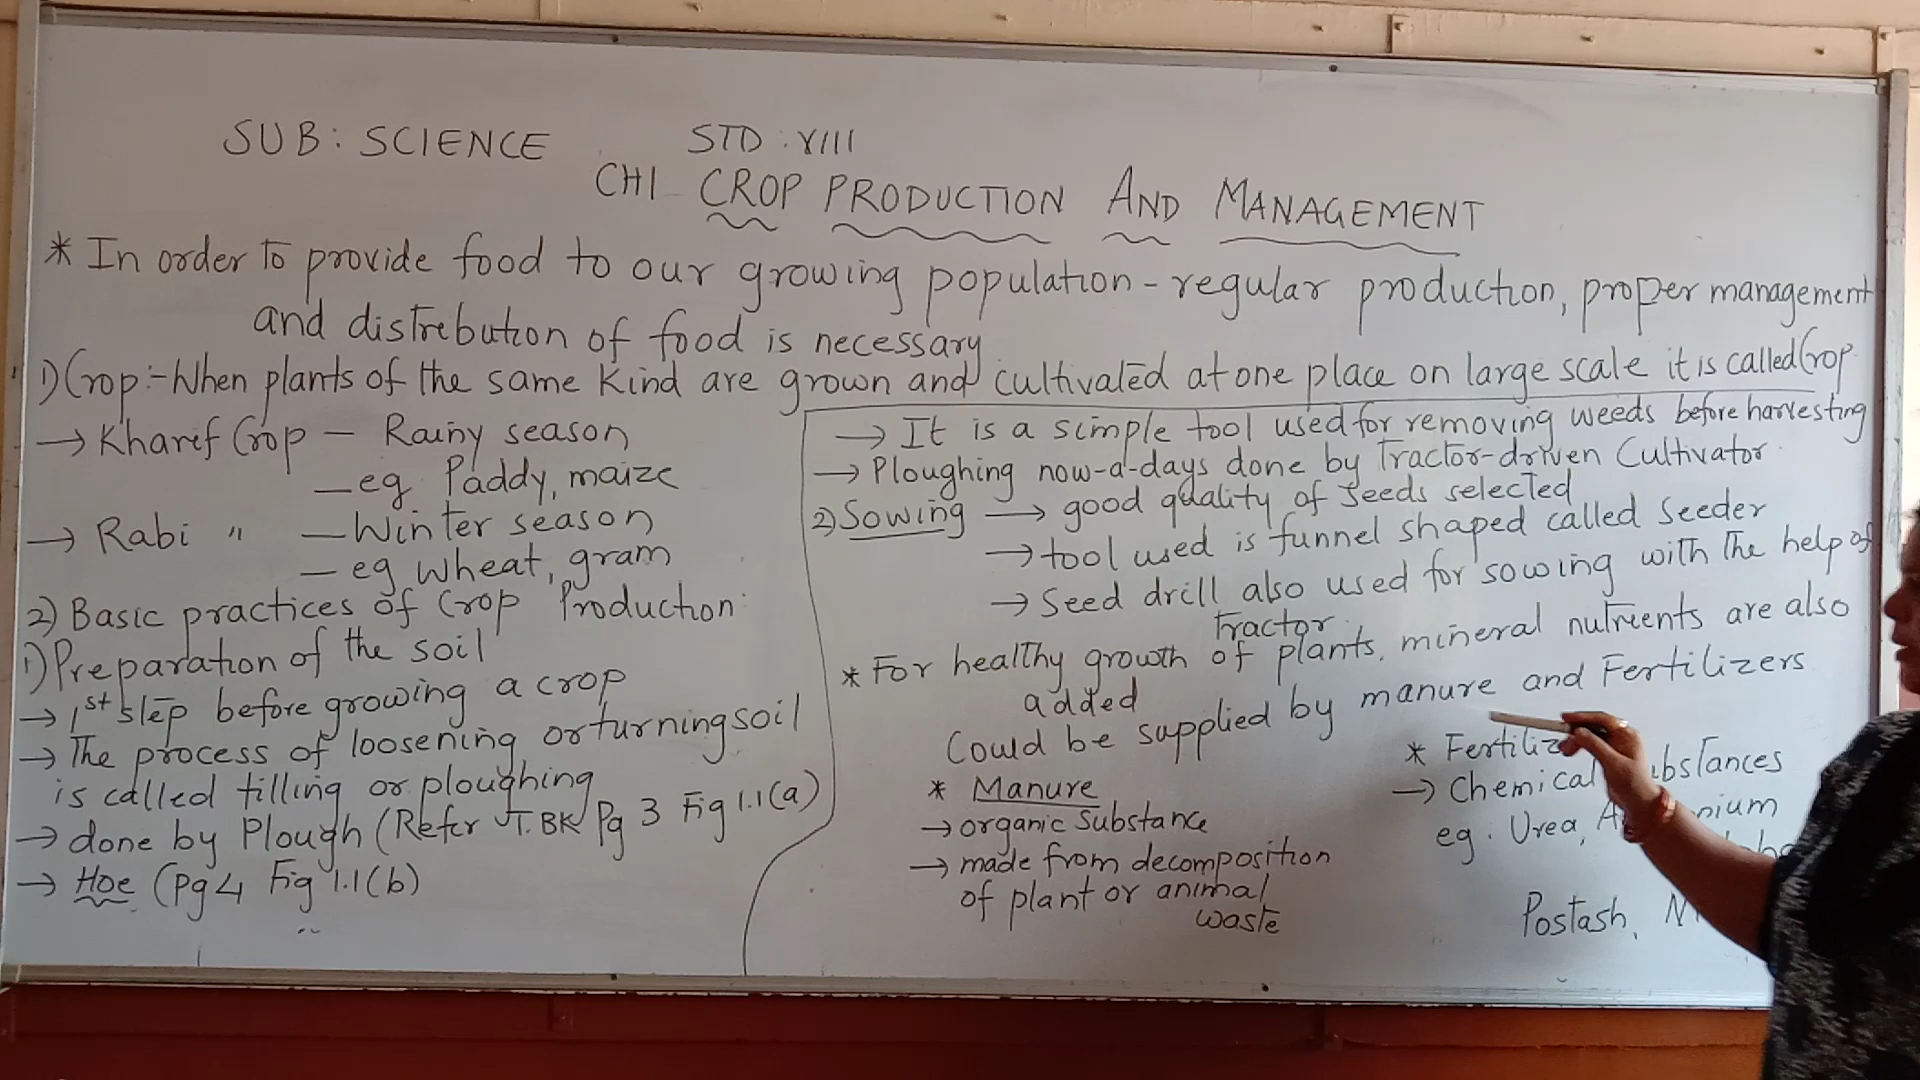 SUB : SCIENCE STD : VIII
CH1 CROP PRODUCTION AND MANAGEMENT
* In order to provide food to our growing population - regular production, proper management
and distrebution of food is necessary
1) Crop :- When plants of the same kind are grown and cultivated at one place on large scale it is called Crop.
→ Kharif Crop — Rainy season
— eg Paddy, maize
→ Rabi " — Winter season
— eg wheat, gram
2) Basic practices of Crop Production:
1) Preparation of the soil
→ 1st step before growing a crop
→ The process of loosening or turning soil
is called tilling or ploughing
→ done by Plough (Refer T.BK Pg 3 Fig 1.1(a)
→ Hoe (Pg 4 Fig 1.1(b)
→ It is a simple tool used for removing weeds before harvesting
→ Ploughing now-a-days done by Tractor-driven Cultivator.
2) Sowing → good quality of seeds selected
→ tool used is funnel shaped called Seeder
→ Seed drill also used for sowing with the help of
tractor.
* For healthy growth of plants, mineral nutrients are also
added
Could be supplied by manure and Fertilizers
* Manure
→ organic Substance
→ made from decomposition
of plant or animal
waste
* Fertiliz
→ Chemical
eg. Urea,
Postash,